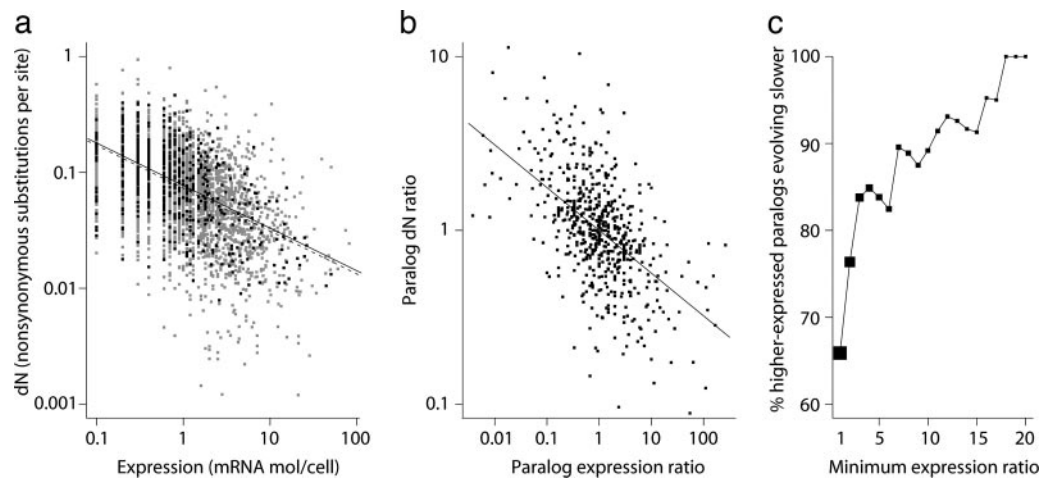 a
dN (nonsynonymous substitutions per site)
1
0.1
0.01
0.001
0.1 1 10 100
Expression (mRNA mol/cell)
b
Paralog dN ratio
10
1
0.1
0.01 0.1 1 10 100
Paralog expression ratio
c
% higher-expressed paralogs evolving slower
100
90
80
70
60
1 5 10 15 20
Minimum expression ratio